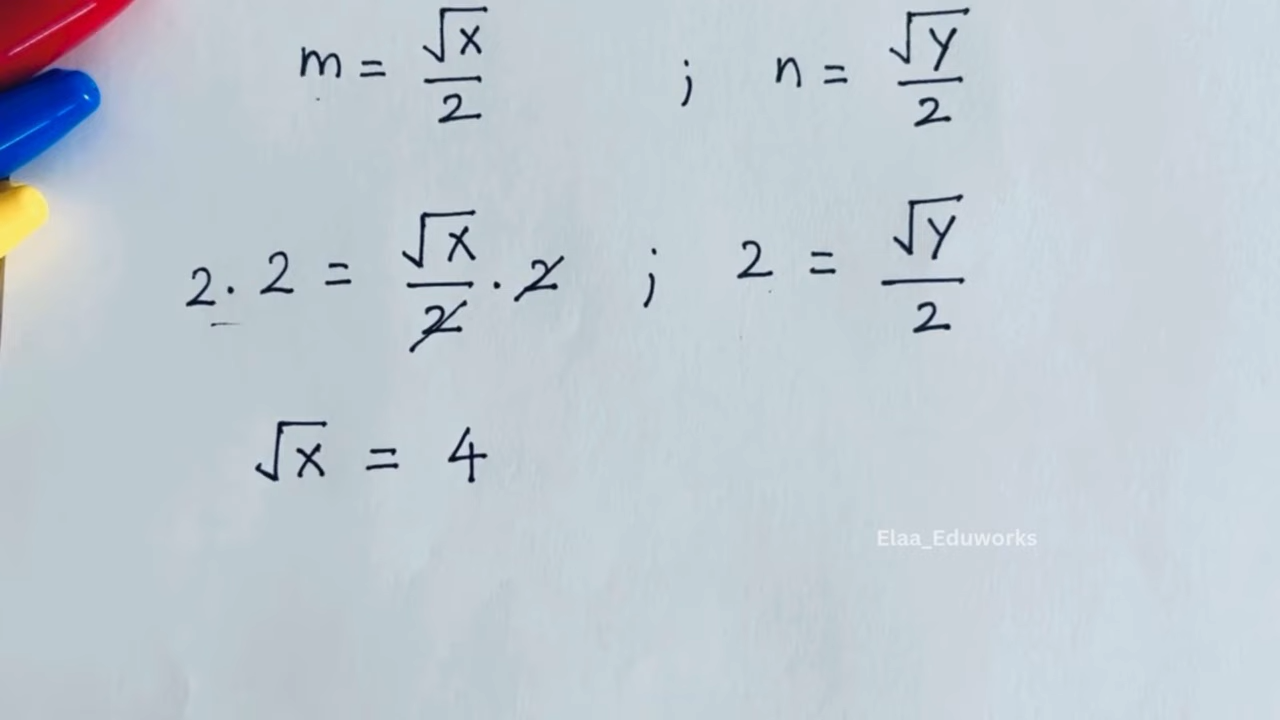 m = √x/2 ; n = √y/2
2 · 2 = √x/2 · 2 ; 2 = √y/2
√x = 4
Elaa_Eduworks